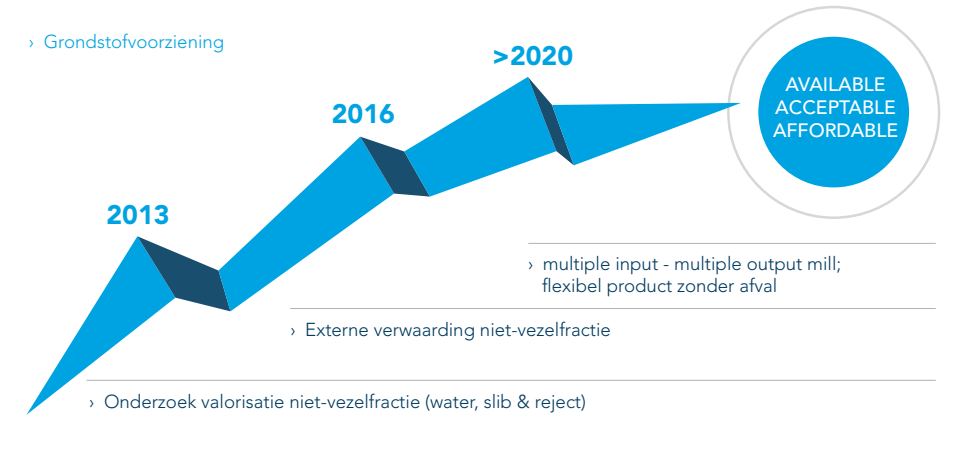 › Grondstofvoorziening
>2020
2016
2013
AVAILABLE
ACCEPTABLE
AFFORDABLE
› multiple input - multiple output mill;
flexibel product zonder afval
› Externe verwaarding niet-vezelfractie
› Onderzoek valorisatie niet-vezelfractie (water, slib & reject)